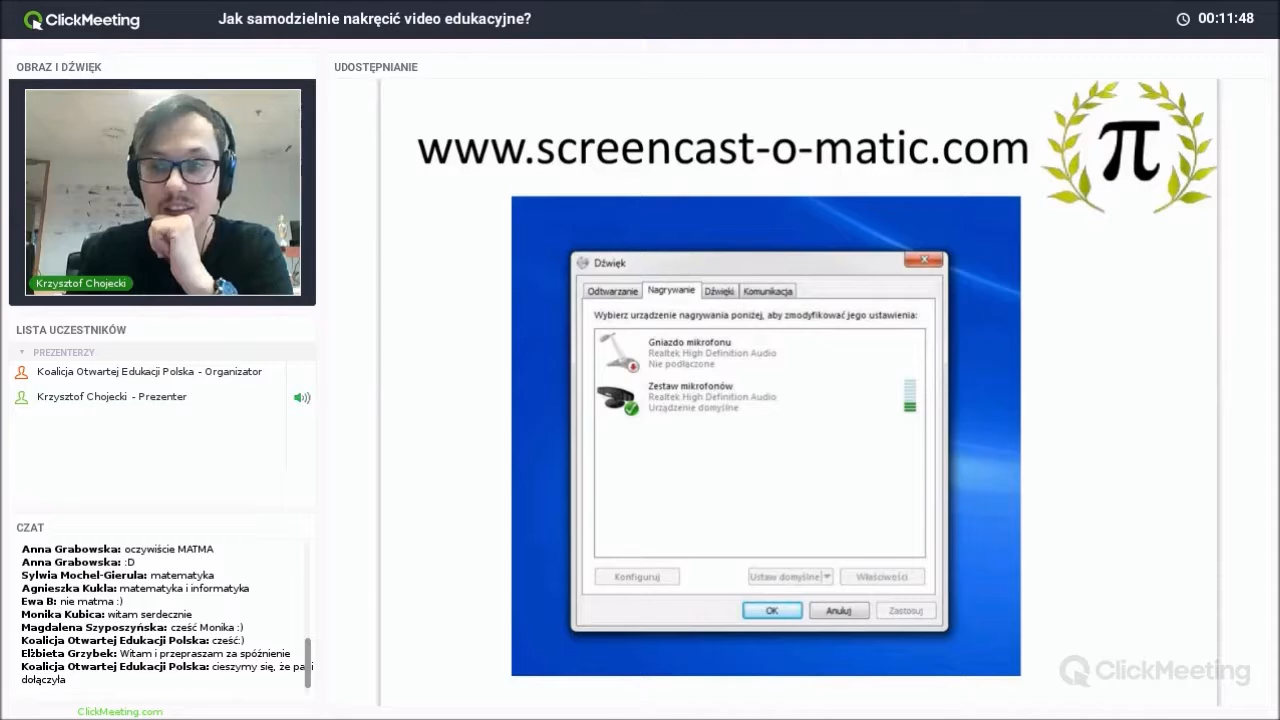 ClickMeeting
Jak samodzielnie nakręcić video edukacyjne?
00:11:48
OBRAZ I DŹWIĘK
Krzysztof Chojecki
LISTA UCZESTNIKÓW
PREZENTERZY
Koalicja Otwartej Edukacji Polska - Organizator
Krzysztof Chojecki - Prezenter
CZAT
Anna Grabowska: oczywiście MATMA
Anna Grabowska: :D
Sylwia Mochel-Gierula: matematyka
Agnieszka Kukla: matematyka i informatyka
Ewa B: nie matma :)
Monika Kubica: witam serdecznie
Magdalena Szyposzyńska: cześć Monika :)
Koalicja Otwartej Edukacji Polska: cześć:)
Elżbieta Grzybek: Witam i przepraszam za spóźnienie
Koalicja Otwartej Edukacji Polska: cieszymy się, że pani
dołączyła
ClickMeeting.com
UDOSTĘPNIANIE
www.screencast-o-matic.com
π
Dźwięk
Odtwarzanie Nagrywanie Dźwięki Komunikacja
Wybierz urządzenie nagrywania poniżej, aby zmodyfikować jego ustawienia:
Gniazdo mikrofonu
Realtek High Definition Audio
Nie podłączone
Zestaw mikrofonów
Realtek High Definition Audio
Urządzenie domyślne
Konfiguruj Ustaw domyślne Właściwości
OK Anuluj Zastosuj
ClickMeeting